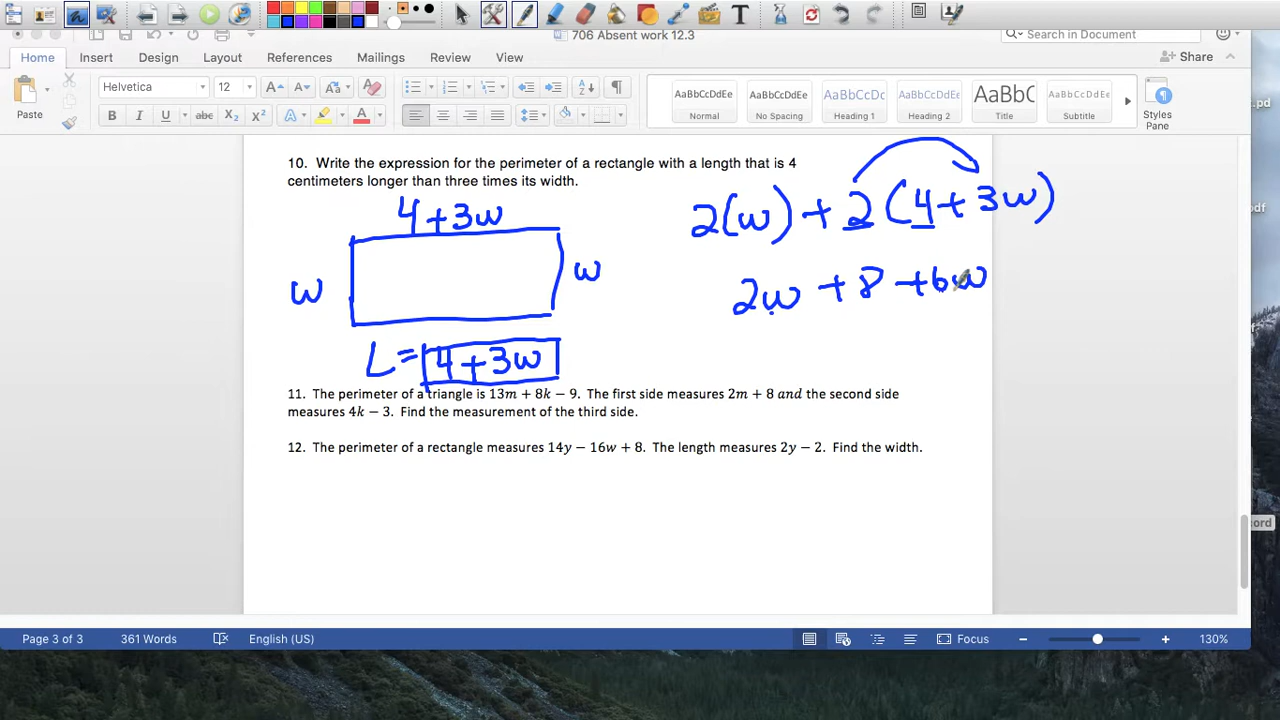 706 Absent work 12.3
Search in Document
Home Insert Design Layout References Mailings Review View
Share
Paste
Helvetica 12
B I U abc X₂ X²
AaBbCcDdEe AaBbCcDdEe AaBbCcDc AaBbCcDdEe AaBbC AaBbCcDdEe
Normal No Spacing Heading 1 Heading 2 Title Subtitle
Styles
Pane
10. Write the expression for the perimeter of a rectangle with a length that is 4
centimeters longer than three times its width.
4+3w
2(w) + 2(4+3w)
w
w
2w + 8 + 6w
L = 4+3w
11. The perimeter of a triangle is 13m + 8k − 9. The first side measures 2m + 8 and the second side
measures 4k − 3. Find the measurement of the third side.
12. The perimeter of a rectangle measures 14y − 16w + 8. The length measures 2y − 2. Find the width.
Page 3 of 3 361 Words English (US) Focus 130%